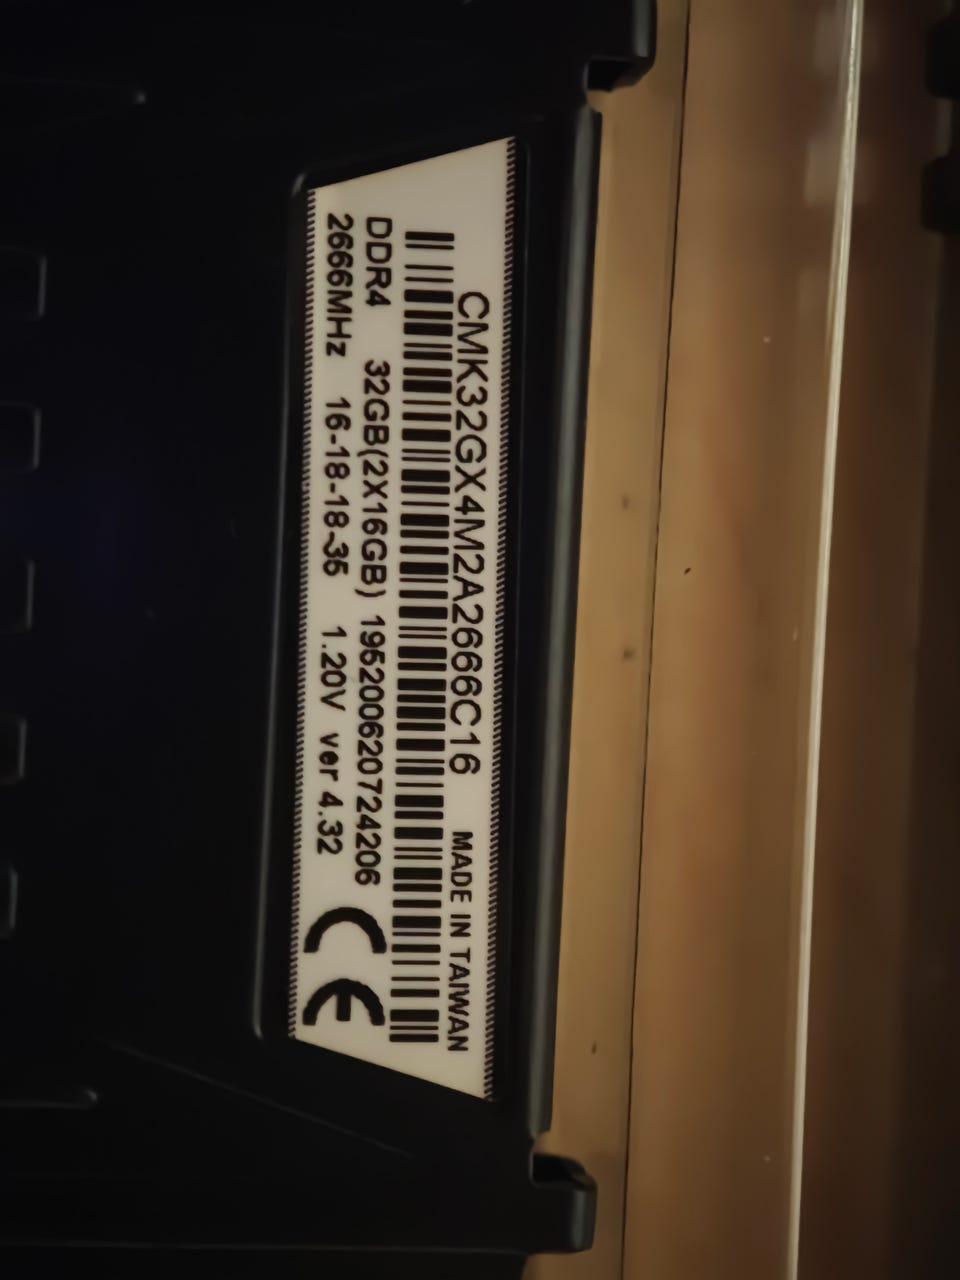 CMK32GX4M2A2666C16 MADE IN TAIWAN
DDR4 32GB(2X16GB) 195200620724206
2666MHz 16-18-18-35 1.20V ver 4.32
CE